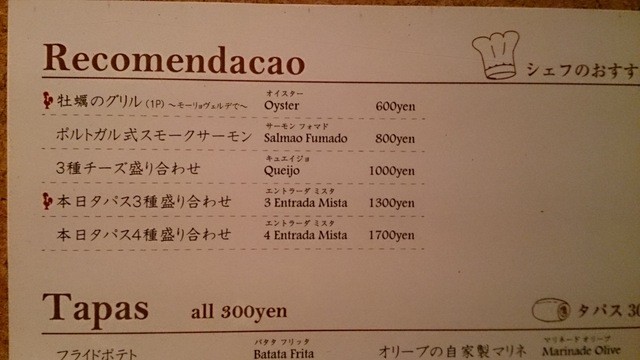 Recomendacao
シェフのおすす
オイスター
牡蠣のグリル(1P) 〜モーリョヴェルデで〜 Oyster 600yen
サーモン フォマド
ポルトガル式スモークサーモン Salmao Fumado 800yen
キュエイジョ
3種チーズ盛り合わせ Queijo 1000yen
エントラーダ ミスタ
本日タパス3種盛り合わせ 3 Entrada Mista 1300yen
エントラーダ ミスタ
本日タパス4種盛り合わせ 4 Entrada Mista 1700yen
Tapas all 300yen
タパス 30
バタタ フリッタ マリネード オリーブ
フライドポテト Batata Frita オリーブの自家製マリネ Marinade Olive